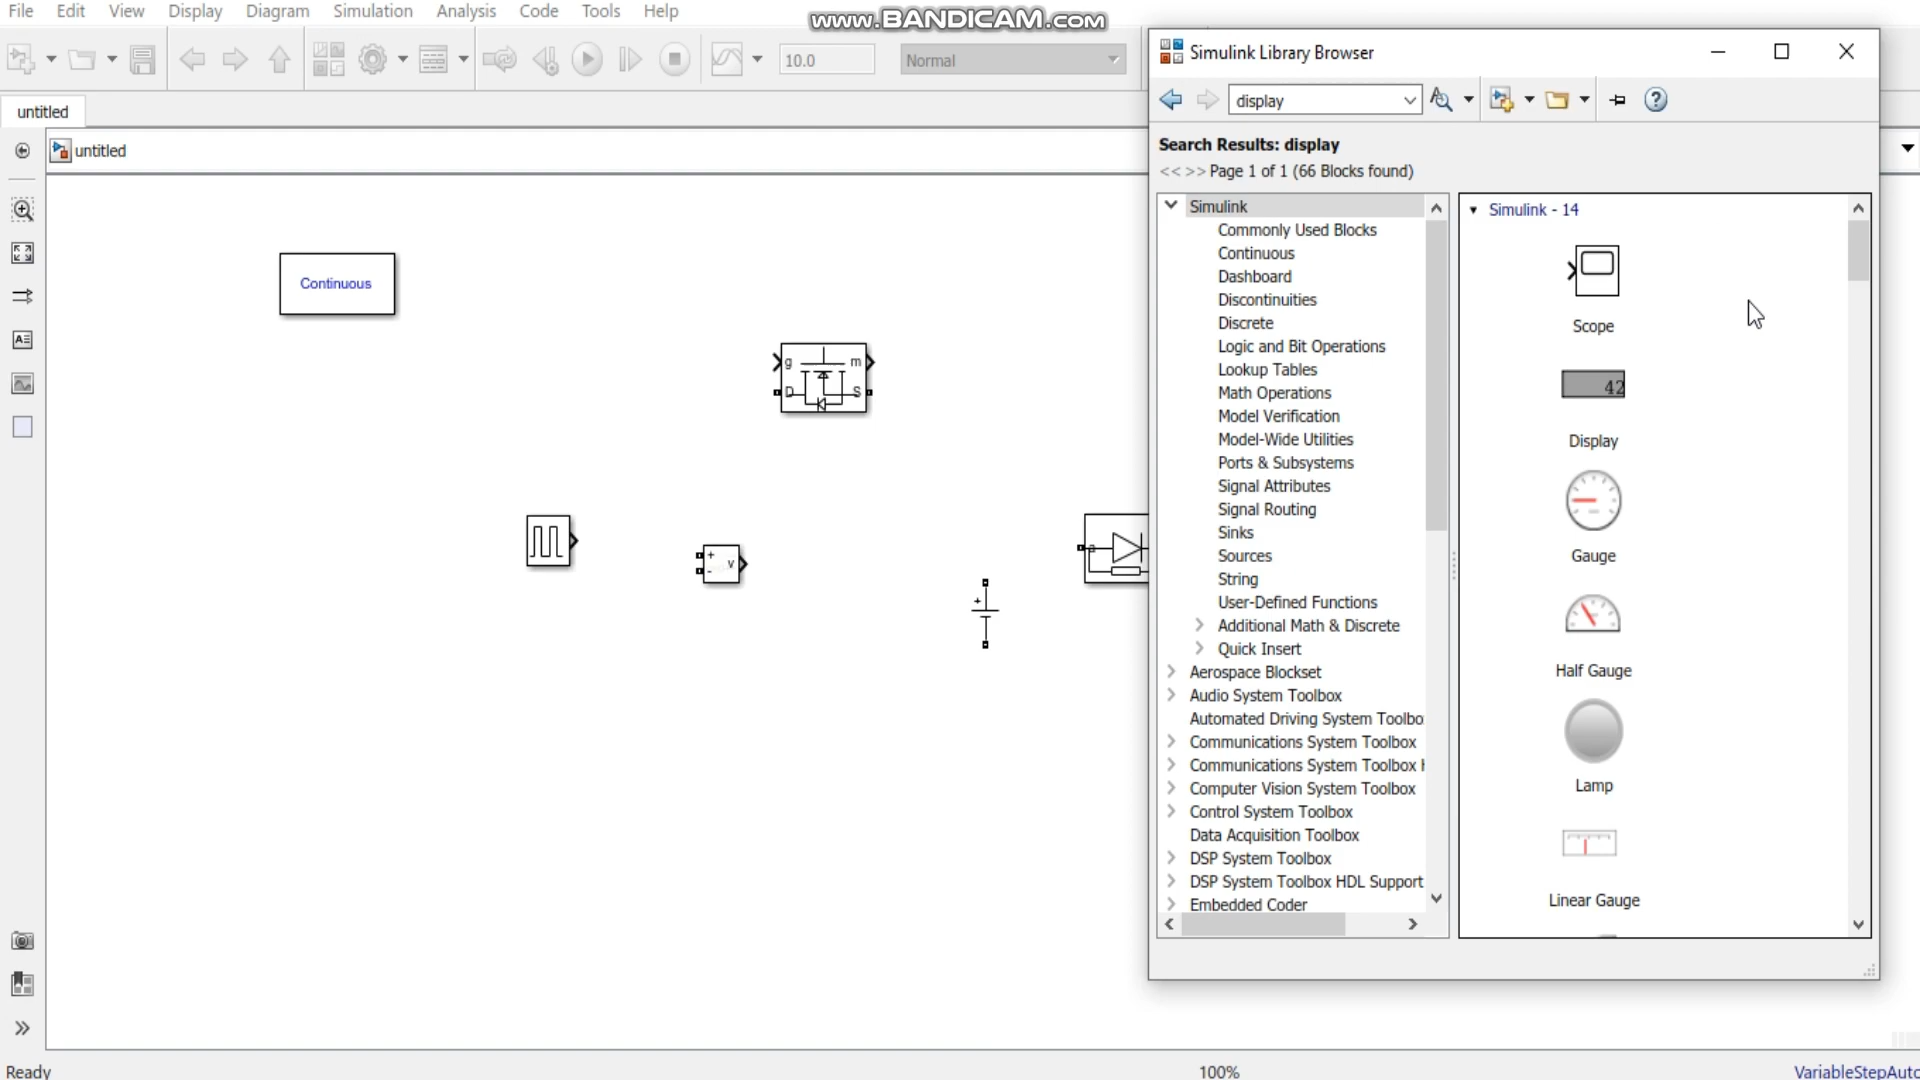 File Edit View Display Diagram Simulation Analysis Code Tools Help
www.BANDICAM.com
10.0
Normal
untitled
untitled
Continuous
g m
D S
+ v
-
+
a
Simulink Library Browser
display
Search Results: display
<< >> Page 1 of 1 (66 Blocks found)
Simulink
Commonly Used Blocks
Continuous
Dashboard
Discontinuities
Discrete
Logic and Bit Operations
Lookup Tables
Math Operations
Model Verification
Model-Wide Utilities
Ports & Subsystems
Signal Attributes
Signal Routing
Sinks
Sources
String
User-Defined Functions
Additional Math & Discrete
Quick Insert
Aerospace Blockset
Audio System Toolbox
Automated Driving System Toolbo
Communications System Toolbox
Communications System Toolbox H
Computer Vision System Toolbox
Control System Toolbox
Data Acquisition Toolbox
DSP System Toolbox
DSP System Toolbox HDL Support
Embedded Coder
Simulink - 14
Scope
42
Display
Gauge
Half Gauge
Lamp
Linear Gauge
Ready
100%
VariableStepAuto